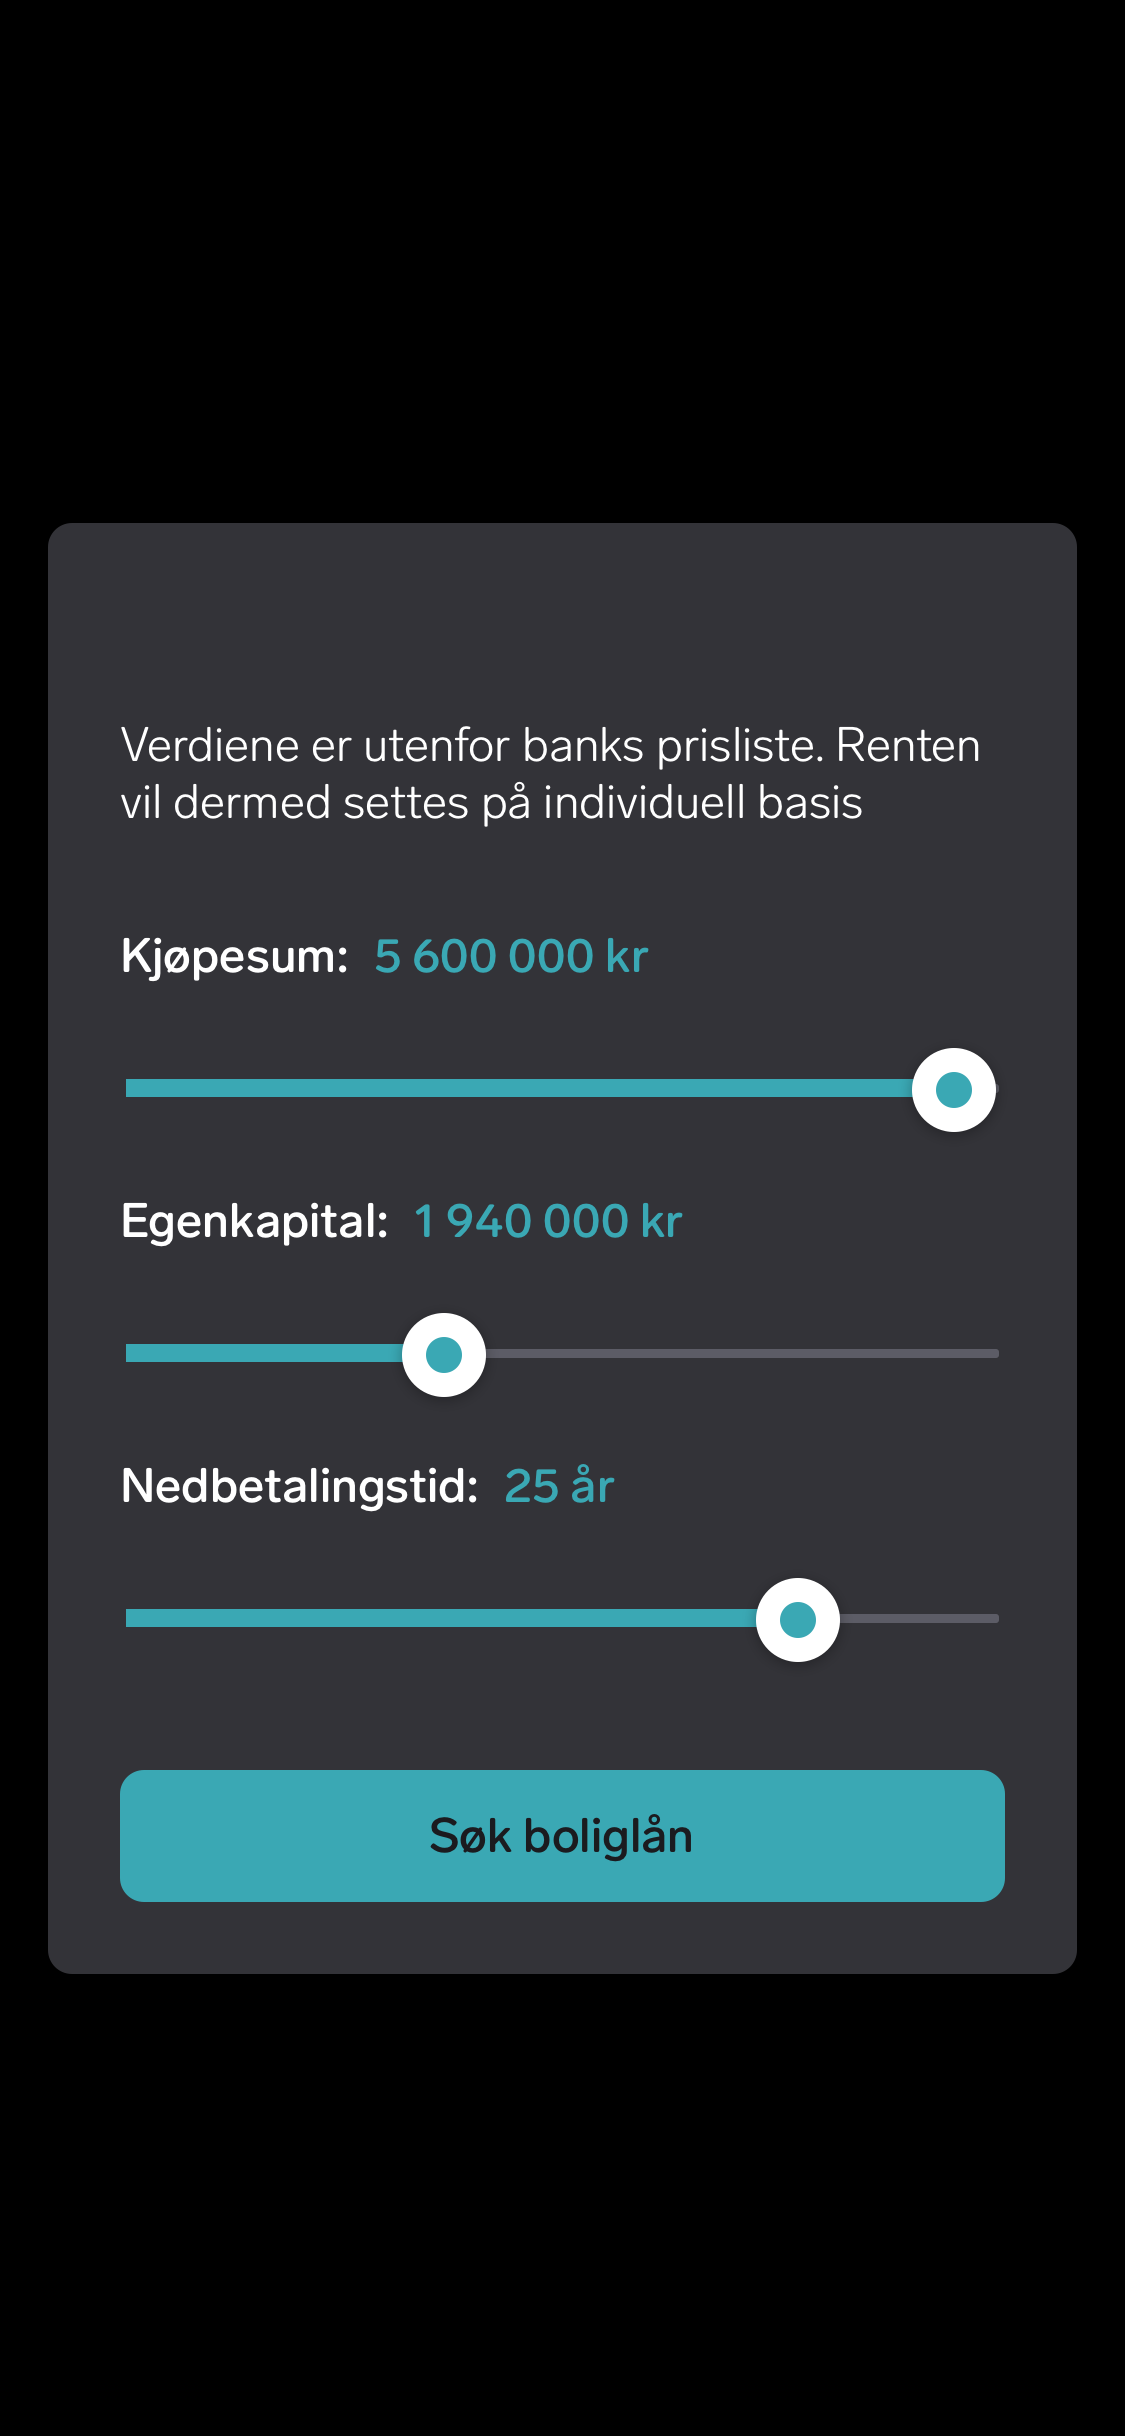 Verdiene er utenfor banks prisliste. Renten
vil dermed settes på individuell basis
Kjøpesum: 5 600 000 kr
Egenkapital: 1 940 000 kr
Nedbetalingstid: 25 år
Søk boliglån